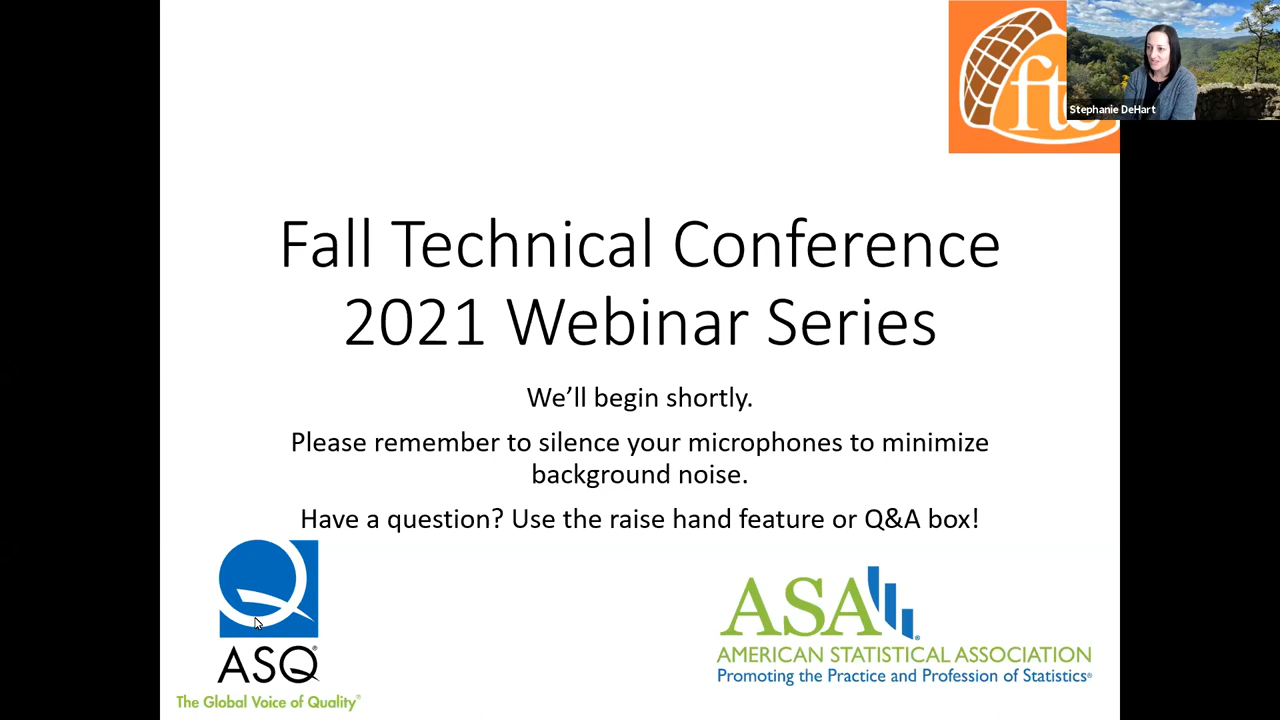 ft
Stephanie DeHart
Fall Technical Conference
2021 Webinar Series
We’ll begin shortly.
Please remember to silence your microphones to minimize
background noise.
Have a question? Use the raise hand feature or Q&A box!
ASQ®
The Global Voice of Quality®
ASA®
AMERICAN STATISTICAL ASSOCIATION
Promoting the Practice and Profession of Statistics®